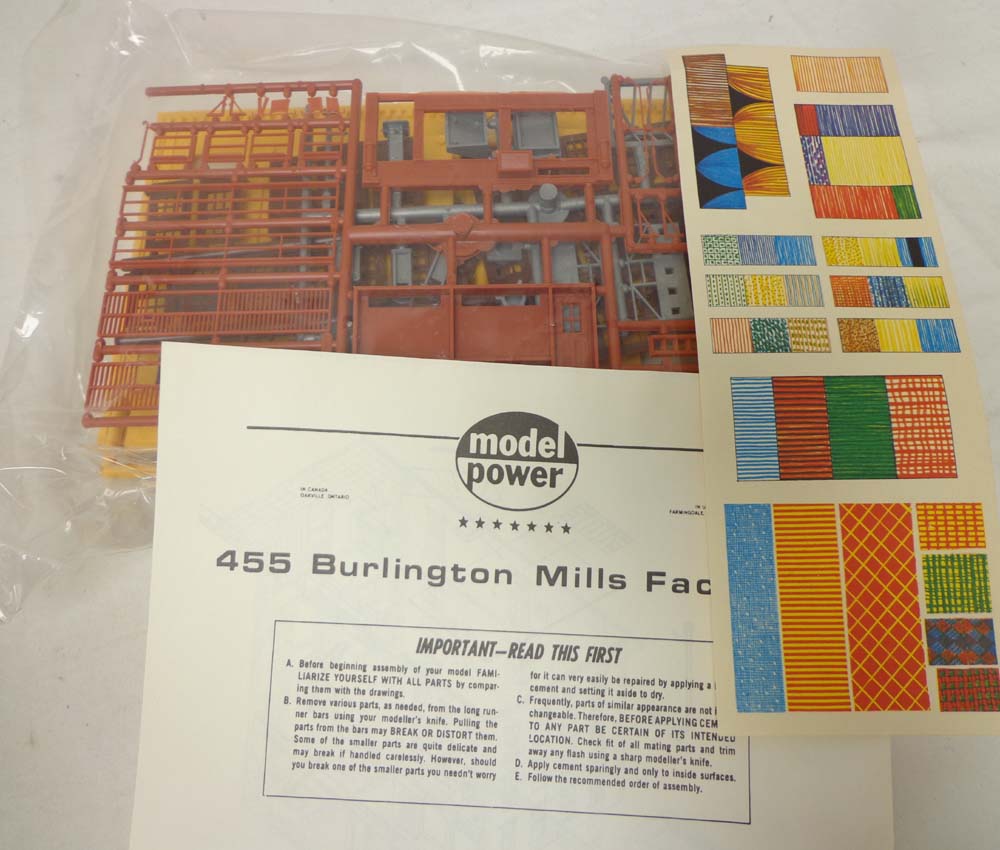 model
power
IN CANADA
OAKVILLE ONTARIO
IN U
FARMINGDALE,
455 Burlington Mills Fac
IMPORTANT—READ THIS FIRST
A. Before beginning assembly of your model FAMI-
LIARIZE YOURSELF WITH ALL PARTS by compar-
ing them with the drawings.
B. Remove various parts, as needed, from the long run-
ner bars using your modeller's knife. Pulling the
parts from the bars may BREAK OR DISTORT them.
Some of the smaller parts are quite delicate and
may break if handled carelessly. However, should
you break one of the smaller parts you needn't worry
for it can very easily be repaired by applying a
cement and setting it aside to dry.
C. Frequently, parts of similar appearance are not i
changeable. Therefore, BEFORE APPLYING CEM
TO ANY PART BE CERTAIN OF ITS INTENDED
LOCATION. Check fit of all mating parts and trim
away any flash using a sharp modeller's knife.
D. Apply cement sparingly and only to inside surfaces.
E. Follow the recommended order of assembly.